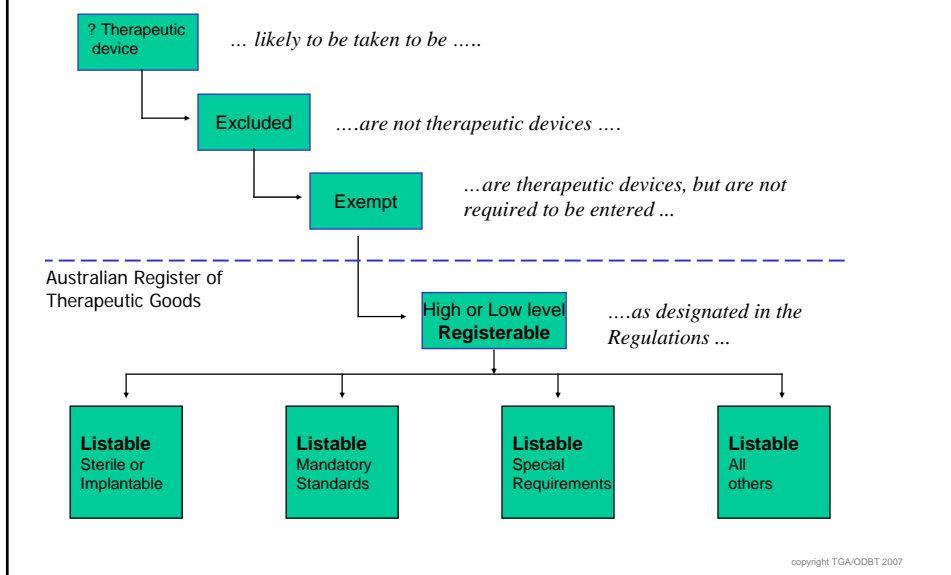 ? Therapeutic
device
… likely to be taken to be …..
Excluded
….are not therapeutic devices ….
Exempt
…are therapeutic devices, but are not
required to be entered ...
Australian Register of
Therapeutic Goods
High or Low level
Registerable
….as designated in the
Regulations ...
Listable
Sterile or
Implantable
Listable
Mandatory
Standards
Listable
Special
Requirements
Listable
All
others
copyright TGA/ODBT 2007